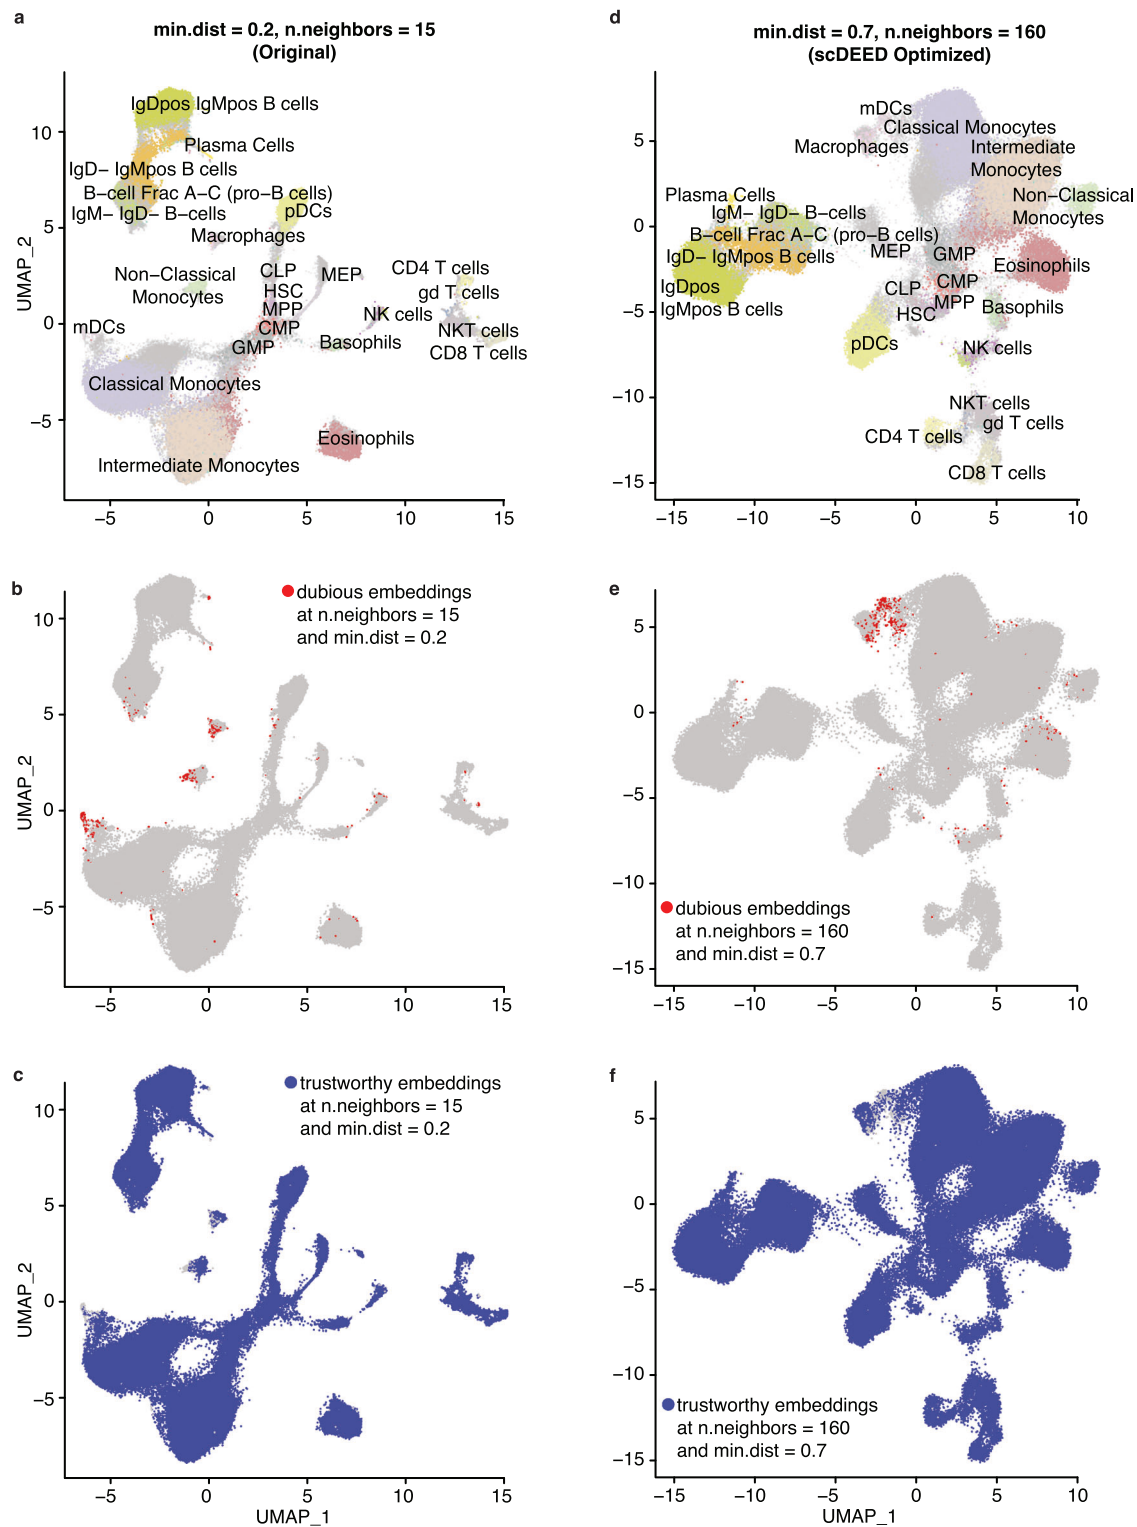 a
min.dist = 0.2, n.neighbors = 15
(Original)
UMAP_2
10
5
0
−5
−5
0
5
10
15
IgDpos IgMpos B cells
Plasma Cells
IgD− IgMpos B cells
B−cell Frac A−C (pro−B cells)
IgM− IgD− B−cells
pDCs
Macrophages
Non−Classical
Monocytes
CLP
HSC
MPP
CMP
GMP
MEP
CD4 T cells
gd T cells
NK cells
NKT cells
CD8 T cells
Basophils
mDCs
Classical Monocytes
Eosinophils
Intermediate Monocytes
d
min.dist = 0.7, n.neighbors = 160
(scDEED Optimized)
5
0
−5
−10
−15
−15
−10
−5
0
5
10
mDCs
Classical Monocytes
Macrophages
Intermediate
Monocytes
Plasma Cells
Non−Classical
Monocytes
IgM− IgD− B−cells
B−cell Frac A−C (pro−B cells)
IgD− IgMpos B cells
MEP
GMP
Eosinophils
IgDpos
IgMpos B cells
CLP
CMP
MPP
HSC
Basophils
pDCs
NK cells
NKT cells
gd T cells
CD4 T cells
CD8 T cells
b
dubious embeddings
at n.neighbors = 15
and min.dist = 0.2
UMAP_2
10
5
0
−5
−5
0
5
10
15
e
dubious embeddings
at n.neighbors = 160
and min.dist = 0.7
5
0
−5
−10
−15
−15
−10
−5
0
5
10
c
trustworthy embeddings
at n.neighbors = 15
and min.dist = 0.2
UMAP_2
10
5
0
−5
−5
0
5
10
15
UMAP_1
f
trustworthy embeddings
at n.neighbors = 160
and min.dist = 0.7
5
0
−5
−10
−15
−15
−10
−5
0
5
10
UMAP_1